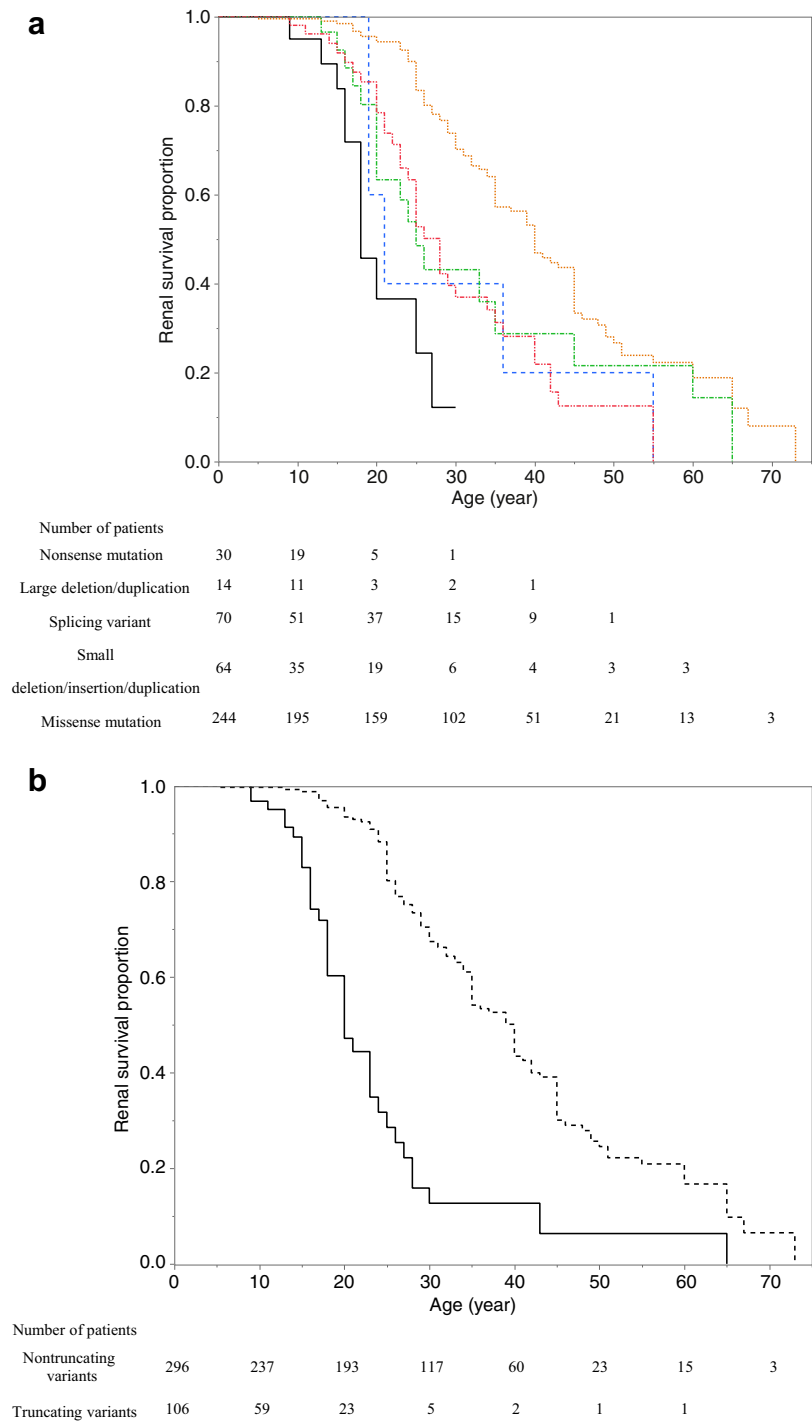 a
1.0
0.8
0.6
0.4
0.2
0.0
Renal survival proportion
0 10 20 30 40 50 60 70
Age (year)
Number of patients
Nonsense mutation 30 19 5 1
Large deletion/duplication 14 11 3 2 1
Splicing variant 70 51 37 15 9 1
Small
deletion/insertion/duplication 64 35 19 6 4 3 3
Missense mutation 244 195 159 102 51 21 13 3
b
1.0
0.8
0.6
0.4
0.2
0.0
Renal survival proportion
0 10 20 30 40 50 60 70
Age (year)
Number of patients
Nontruncating
variants 296 237 193 117 60 23 15 3
Truncating variants 106 59 23 5 2 1 1